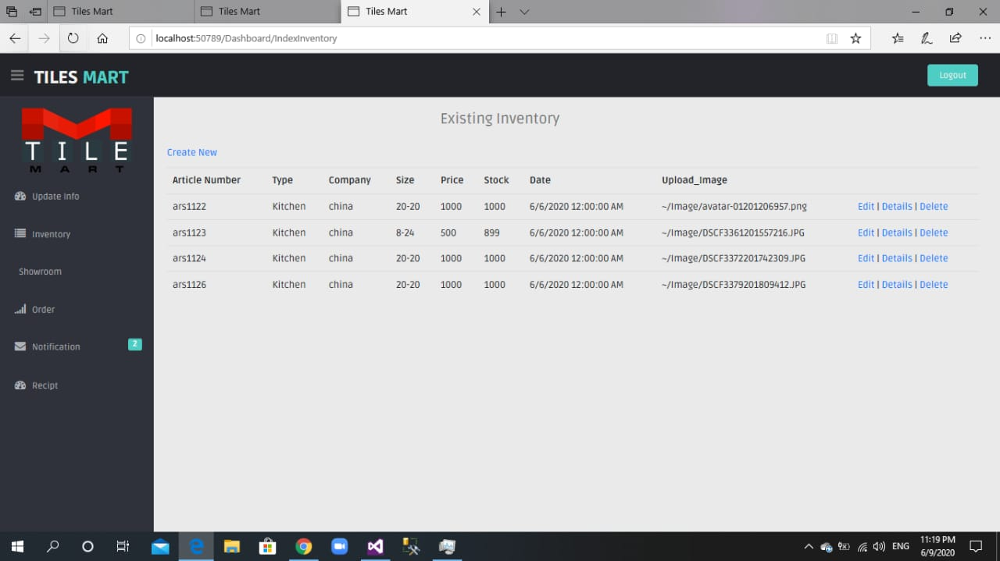 Tiles Mart
Tiles Mart
Tiles Mart
localhost:50789/Dashboard/IndexInventory
TILES MART
Logout
TILE
MART
Update Info
Inventory
Showroom
Order
Notification 2
Recipt
Existing Inventory
Create New
Article Number Type Company Size Price Stock Date Upload_Image
ars1122 Kitchen china 20-20 1000 1000 6/6/2020 12:00:00 AM ~/Image/avatar-01201206957.png Edit | Details | Delete
ars1123 Kitchen china 8-24 500 899 6/6/2020 12:00:00 AM ~/Image/DSCF3361201557216.JPG Edit | Details | Delete
ars1124 Kitchen china 20-20 1000 1000 6/6/2020 12:00:00 AM ~/Image/DSCF3372201742309.JPG Edit | Details | Delete
ars1126 Kitchen china 20-20 1000 1000 6/6/2020 12:00:00 AM ~/Image/DSCF3379201809412.JPG Edit | Details | Delete
ENG
11:19 PM
6/9/2020